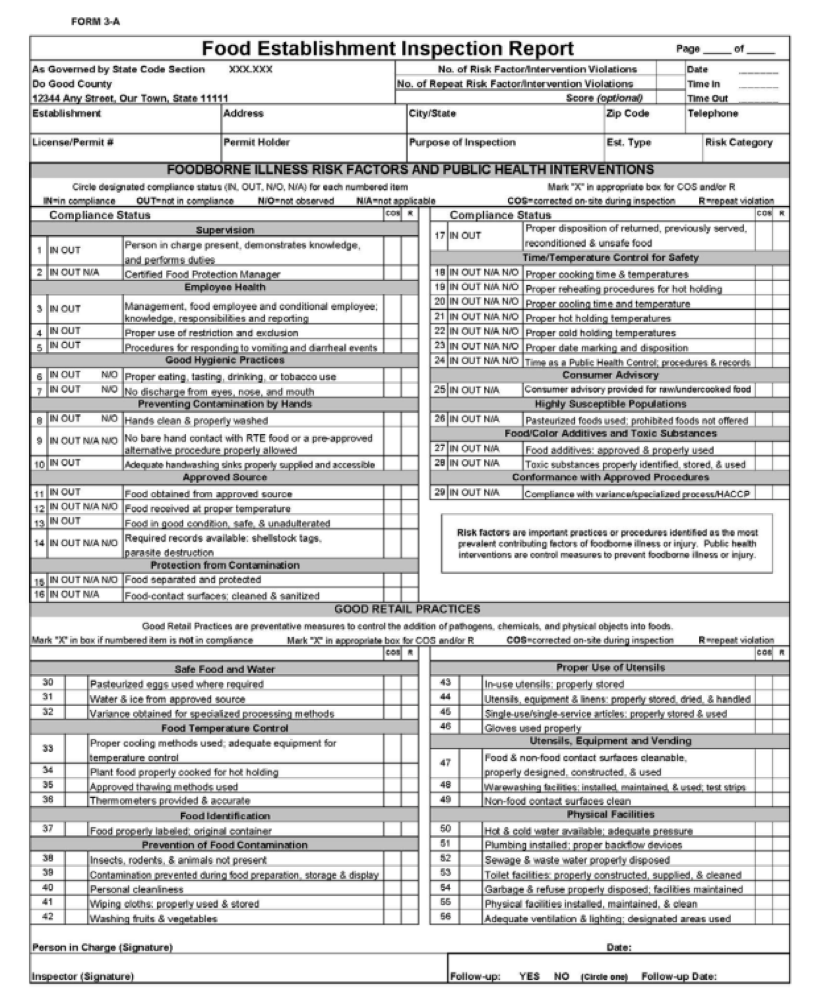 FORM 3-A
Food Establishment Inspection Report
Page _____ of _____
As Governed by State Code Section XXX.XXX
Do Good County
12344 Any Street, Our Town, State 11111
No. of Risk Factor/Intervention Violations
No. of Repeat Risk Factor/Intervention Violations
Score (optional)
Date
Time In
Time Out
Establishment
Address
City/State
Zip Code
Telephone
License/Permit #
Permit Holder
Purpose of Inspection
Est. Type
Risk Category
FOODBORNE ILLNESS RISK FACTORS AND PUBLIC HEALTH INTERVENTIONS
Circle designated compliance status (IN, OUT, N/O, N/A) for each numbered item
Mark "X" in appropriate box for COS and/or R
IN=in compliance OUT=not in compliance N/O=not observed N/A=not applicable
COS=corrected on-site during inspection R=repeat violation
Compliance Status COS R
Supervision
1 IN OUT Person in charge present, demonstrates knowledge,
and performs duties
2 IN OUT N/A Certified Food Protection Manager
Employee Health
3 IN OUT Management, food employee and conditional employee;
knowledge, responsibilities and reporting
4 IN OUT Proper use of restriction and exclusion
5 IN OUT Procedures for responding to vomiting and diarrheal events
Good Hygienic Practices
6 IN OUT N/O Proper eating, tasting, drinking, or tobacco use
7 IN OUT N/O No discharge from eyes, nose, and mouth
Preventing Contamination by Hands
8 IN OUT N/O Hands clean & properly washed
9 IN OUT N/A N/O No bare hand contact with RTE food or a pre-approved
alternative procedure properly allowed
10 IN OUT Adequate handwashing sinks properly supplied and accessible
Approved Source
11 IN OUT Food obtained from approved source
12 IN OUT N/A N/O Food received at proper temperature
13 IN OUT Food in good condition, safe, & unadulterated
14 IN OUT N/A N/O Required records available: shellstock tags,
parasite destruction
Protection from Contamination
15 IN OUT N/A N/O Food separated and protected
16 IN OUT N/A Food-contact surfaces; cleaned & sanitized
Compliance Status COS R
17 IN OUT Proper disposition of returned, previously served,
reconditioned & unsafe food
Time/Temperature Control for Safety
18 IN OUT N/A N/O Proper cooking time & temperatures
19 IN OUT N/A N/O Proper reheating procedures for hot holding
20 IN OUT N/A N/O Proper cooling time and temperature
21 IN OUT N/A N/O Proper hot holding temperatures
22 IN OUT N/A N/O Proper cold holding temperatures
23 IN OUT N/A N/O Proper date marking and disposition
24 IN OUT N/A N/O Time as a Public Health Control; procedures & records
Consumer Advisory
25 IN OUT N/A Consumer advisory provided for raw/undercooked food
Highly Susceptible Populations
26 IN OUT N/A Pasteurized foods used; prohibited foods not offered
Food/Color Additives and Toxic Substances
27 IN OUT N/A Food additives: approved & properly used
28 IN OUT N/A Toxic substances properly identified, stored, & used
Conformance with Approved Procedures
29 IN OUT N/A Compliance with variance/specialized process/HACCP
Risk factors are important practices or procedures identified as the most
prevalent contributing factors of foodborne illness or injury. Public health
interventions are control measures to prevent foodborne illness or injury.
GOOD RETAIL PRACTICES
Good Retail Practices are preventative measures to control the addition of pathogens, chemicals, and physical objects into foods.
Mark "X" in box if numbered item is not in compliance Mark "X" in appropriate box for COS and/or R COS=corrected on-site during inspection R=repeat violation
COS R
Safe Food and Water
30 Pasteurized eggs used where required
31 Water & ice from approved source
32 Variance obtained for specialized processing methods
Food Temperature Control
33 Proper cooling methods used; adequate equipment for
temperature control
34 Plant food properly cooked for hot holding
35 Approved thawing methods used
36 Thermometers provided & accurate
Food Identification
37 Food properly labeled; original container
Prevention of Food Contamination
38 Insects, rodents, & animals not present
39 Contamination prevented during food preparation, storage & display
40 Personal cleanliness
41 Wiping cloths: properly used & stored
42 Washing fruits & vegetables
COS R
Proper Use of Utensils
43 In-use utensils: properly stored
44 Utensils, equipment & linens: properly stored, dried, & handled
45 Single-use/single-service articles: properly stored & used
46 Gloves used properly
Utensils, Equipment and Vending
47 Food & non-food contact surfaces cleanable,
properly designed, constructed, & used
48 Warewashing facilities: installed, maintained, & used; test strips
49 Non-food contact surfaces clean
Physical Facilities
50 Hot & cold water available; adequate pressure
51 Plumbing installed; proper backflow devices
52 Sewage & waste water properly disposed
53 Toilet facilities: properly constructed, supplied, & cleaned
54 Garbage & refuse properly disposed; facilities maintained
55 Physical facilities installed, maintained, & clean
56 Adequate ventilation & lighting; designated areas used
Person in Charge (Signature) Date:
Inspector (Signature) Follow-up: YES NO (Circle one) Follow-up Date: